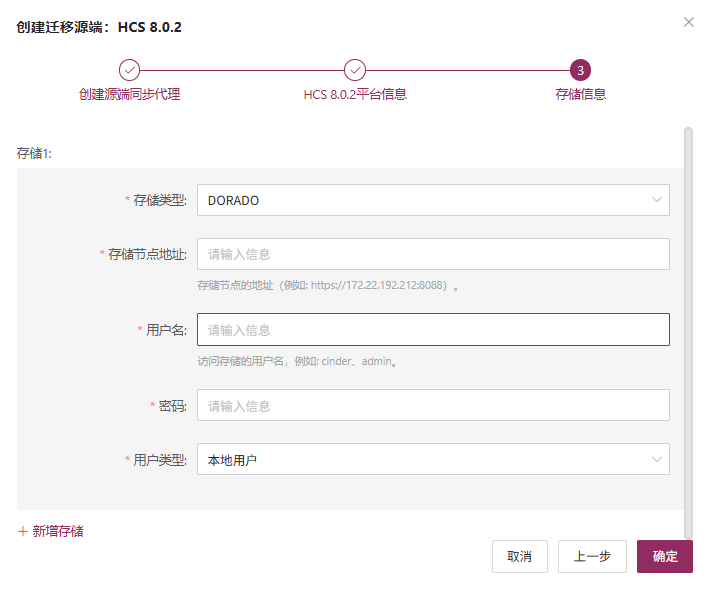 创建迁移源端：HCS 8.0.2
3
创建源端同步代理
HCS 8.0.2平台信息
存储信息
存储1:
* 存储类型:
DORADO
* 存储节点地址:
请输入信息
存储节点的地址（例如: https://172.22.192.212:8088）。
* 用户名:
请输入信息
访问存储的用户名，例如: cinder、admin。
* 密码:
请输入信息
* 用户类型:
本地用户
+ 新增存储
取消
上一步
确定